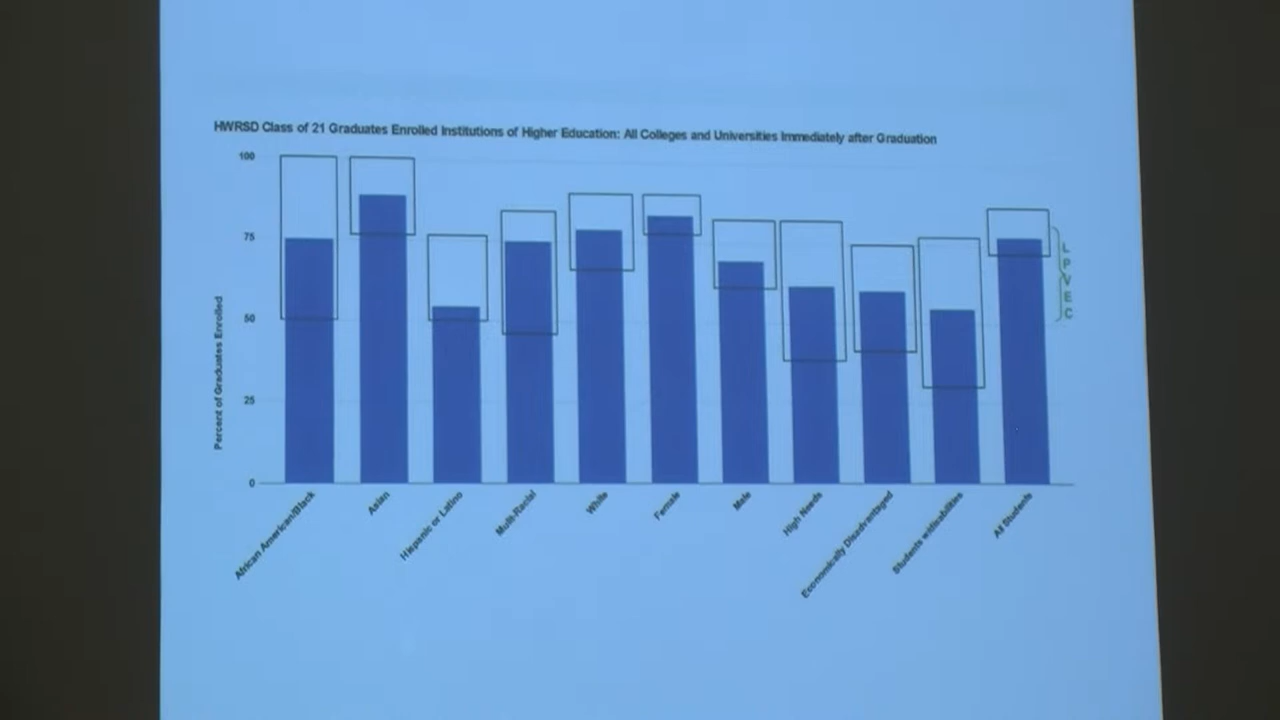 HWRSD Class of 21 Graduates Enrolled Institutions of Higher Education: All Colleges and Universities Immediately after Graduation
100
75
50
25
0
Percent of Graduates Enrolled
L
P
V
E
C
African American/Black
Asian
Hispanic or Latino
Multi-Racial
White
Female
Male
High Needs
Economically Disadvantaged
Students w/disabilities
All Students